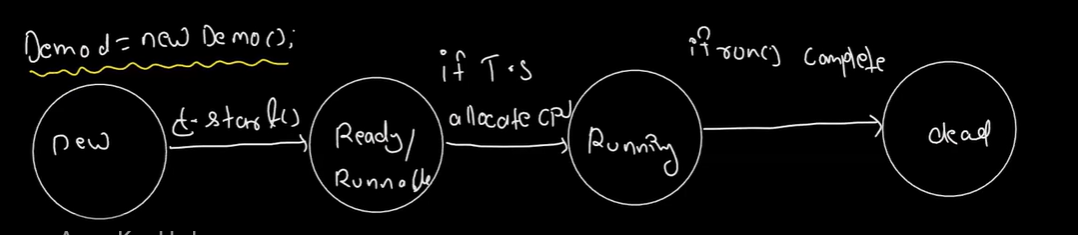 Demo d = new Demo();
if T.S
allocate CPU
if run() complete
new
t.start()
Ready/
Runnable
Running
dead